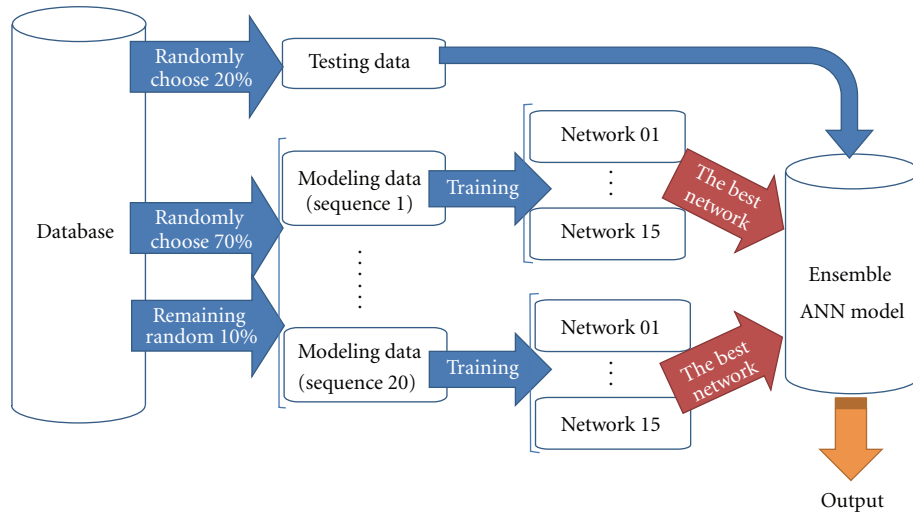 Database
Randomly
choose 20%
Testing data
Randomly
choose 70%
Remaining
random 10%
Modeling data
(sequence 1)
Training
Network 01
Network 15
The best
network
Modeling data
(sequence 20)
Training
Network 01
Network 15
The best
network
Ensemble
ANN model
Output